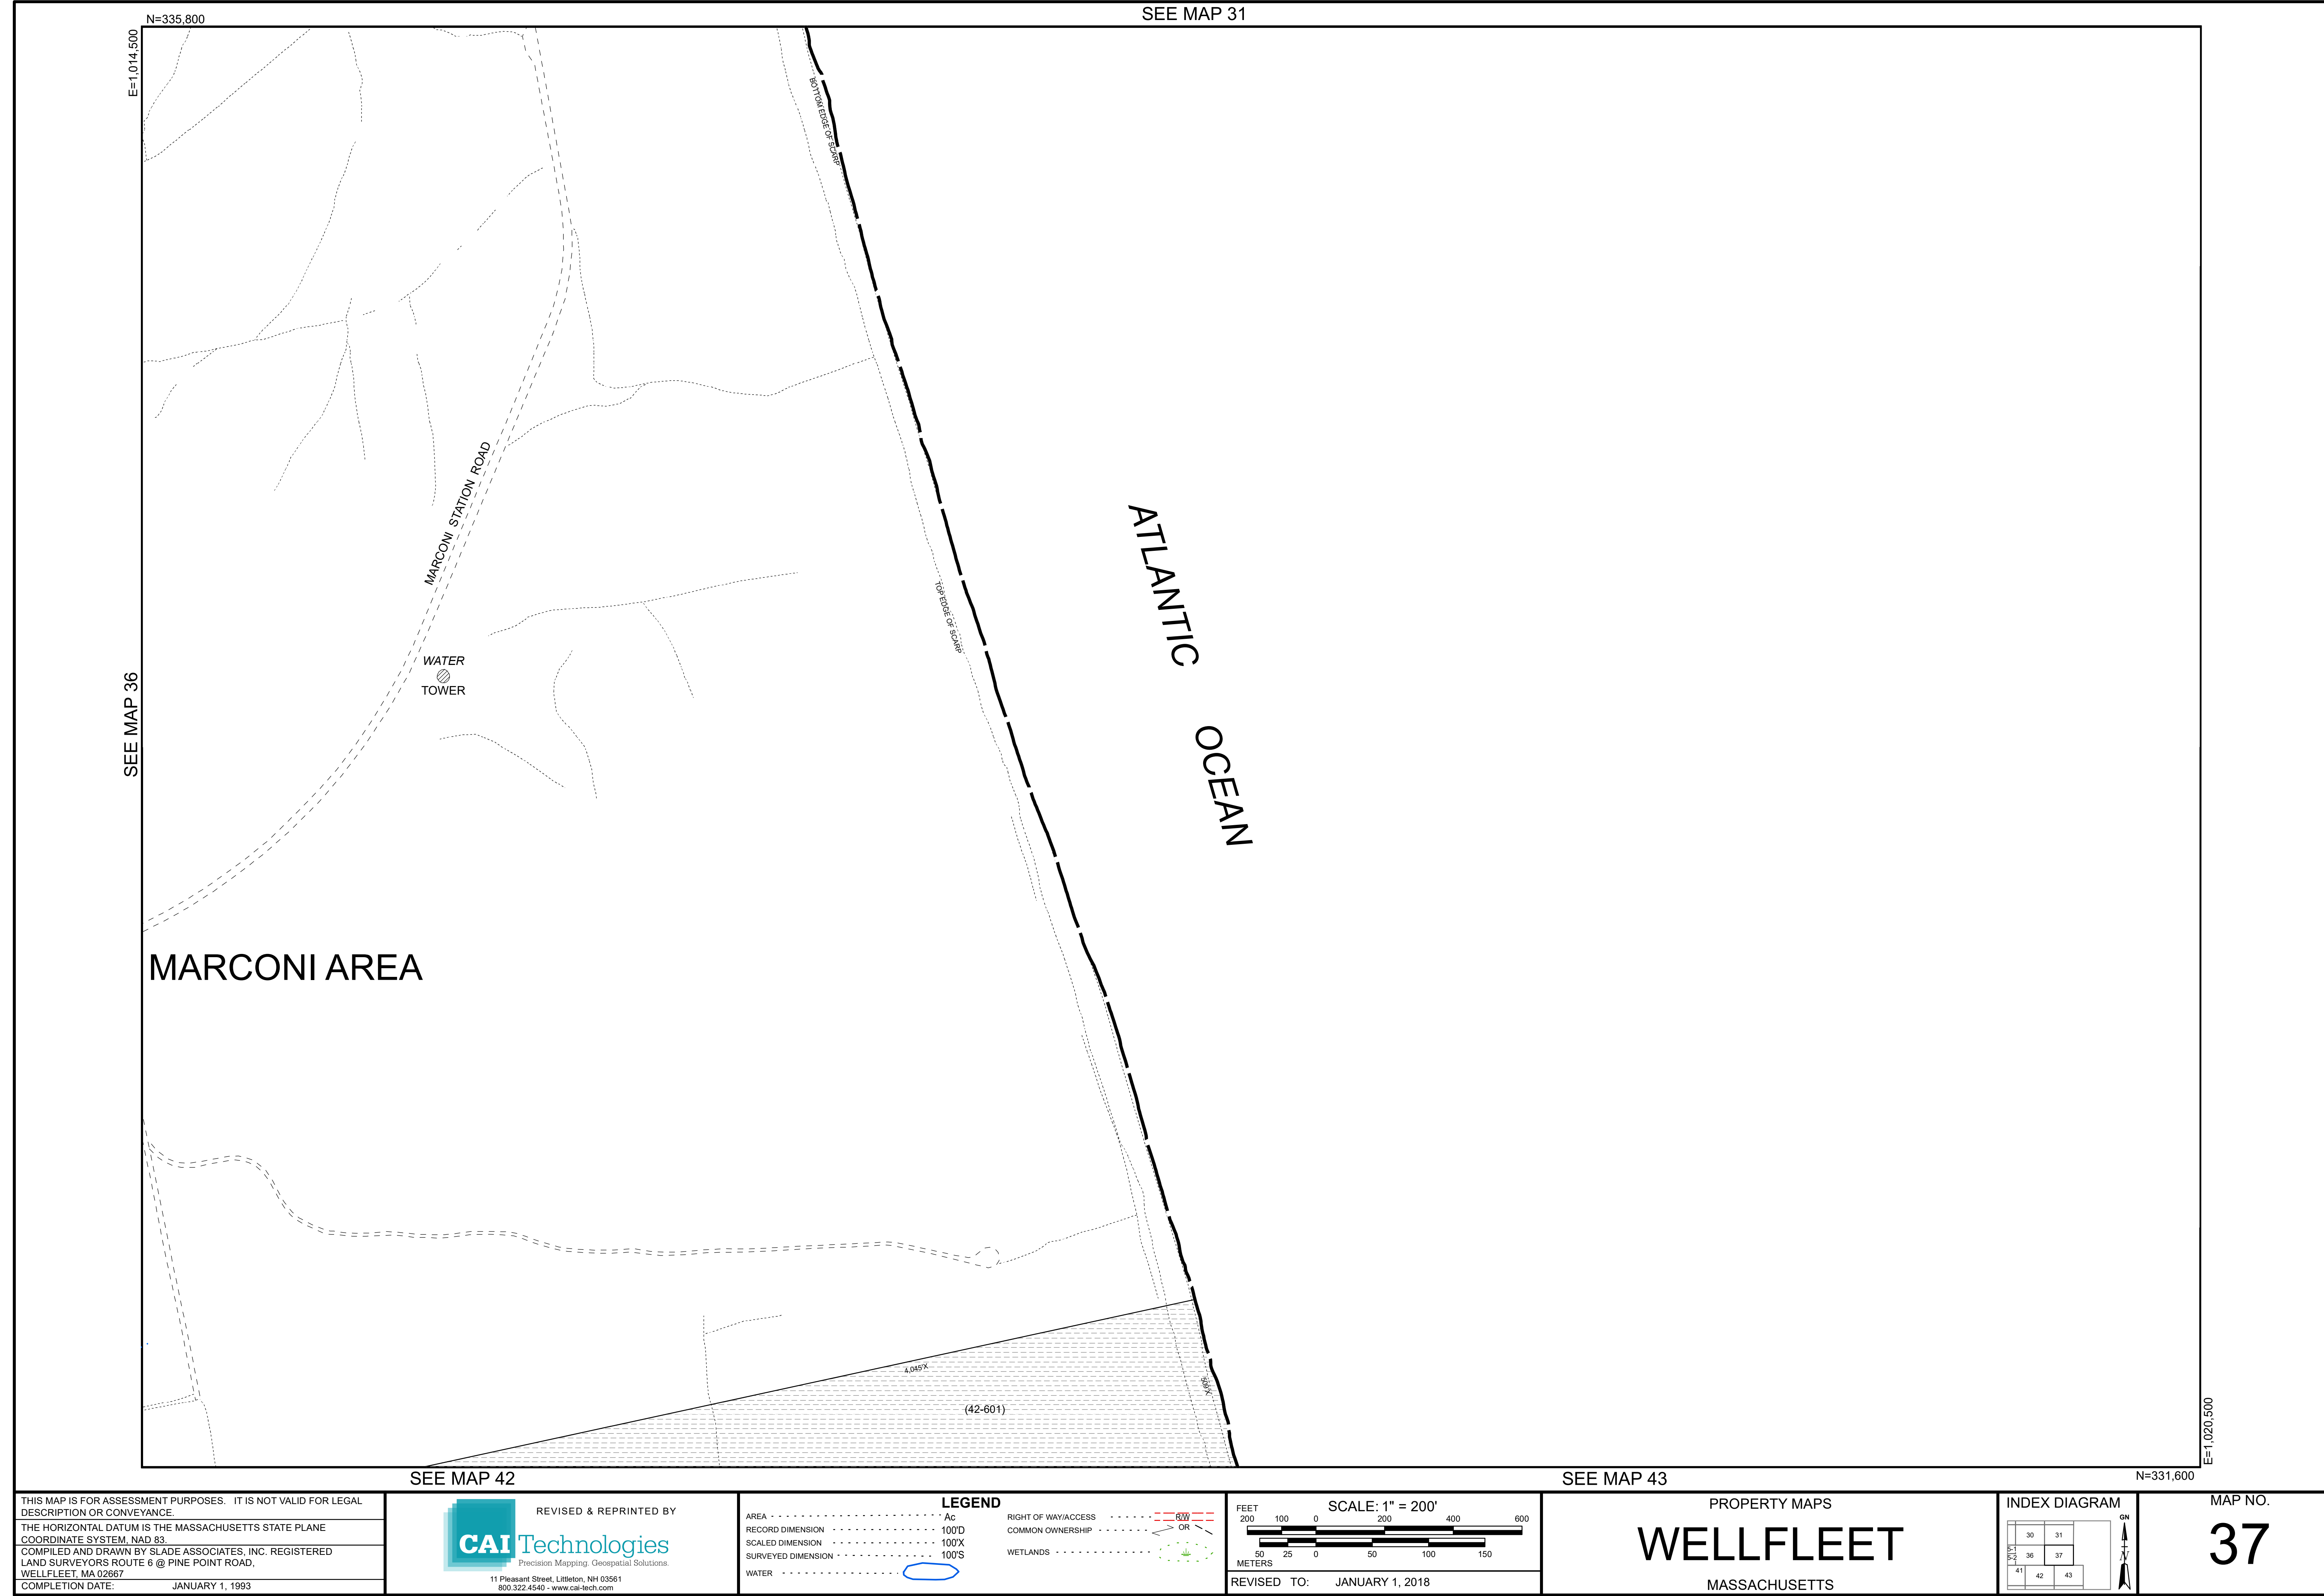 SEE MAP 31
N=335,800
E=1,014,500
BOTTOM EDGE OF SCARP
MARCONI STATION ROAD
ATLANTIC OCEAN
TOP EDGE OF SCARP
WATER
TOWER
SEE MAP 36
MARCONI AREA
4,045'X
509'X
(42-601)
E=1,020,500
N=331,600
SEE MAP 42
SEE MAP 43
THIS MAP IS FOR ASSESSMENT PURPOSES. IT IS NOT VALID FOR LEGAL
DESCRIPTION OR CONVEYANCE.
THE HORIZONTAL DATUM IS THE MASSACHUSETTS STATE PLANE
COORDINATE SYSTEM, NAD 83.
COMPILED AND DRAWN BY SLADE ASSOCIATES, INC. REGISTERED
LAND SURVEYORS ROUTE 6 @ PINE POINT ROAD,
WELLFLEET, MA 02667
COMPLETION DATE: JANUARY 1, 1993
REVISED & REPRINTED BY
CAI Technologies
Precision Mapping. Geospatial Solutions.
11 Pleasant Street, Littleton, NH 03561
800.322.4540 - www.cai-tech.com
LEGEND
AREA Ac
RECORD DIMENSION 100'D
SCALED DIMENSION 100'X
SURVEYED DIMENSION 100'S
WATER
RIGHT OF WAY/ACCESS R/W
COMMON OWNERSHIP OR
WETLANDS
SCALE: 1" = 200'
FEET
200 100 0 200 400 600
50 25 0 50 100 150
METERS
REVISED TO: JANUARY 1, 2018
PROPERTY MAPS
WELLFLEET
MASSACHUSETTS
INDEX DIAGRAM
GN
N
30 31
5-1
5-2
36 37
41 42 43
MAP NO.
37